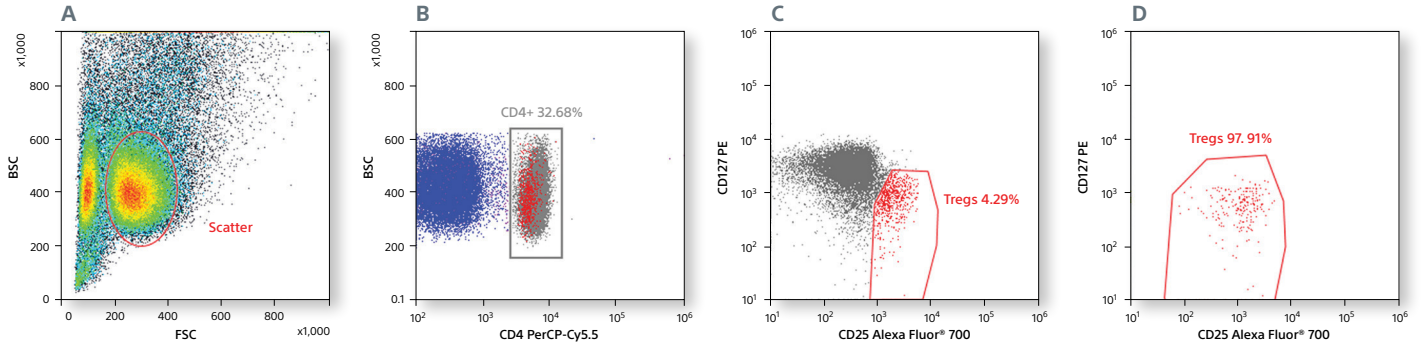 A
x1,000
800
600
400
200
0
BSC
Scatter
0 200 400 600 800
FSC
x1,000
B
x1,000
800
600
400
200
0.1
BSC
CD4+ 32.68%
10² 10³ 10⁴ 10⁵ 10⁶
CD4 PerCP-Cy5.5
C
10⁶
10⁵
10⁴
10³
10²
10¹
CD127 PE
Tregs 4.29%
10¹ 10² 10³ 10⁴ 10⁵ 10⁶
CD25 Alexa Fluor® 700
D
10⁶
10⁵
10⁴
10³
10²
10¹
CD127 PE
Tregs 97. 91%
10¹ 10² 10³ 10⁴ 10⁵ 10⁶
CD25 Alexa Fluor® 700